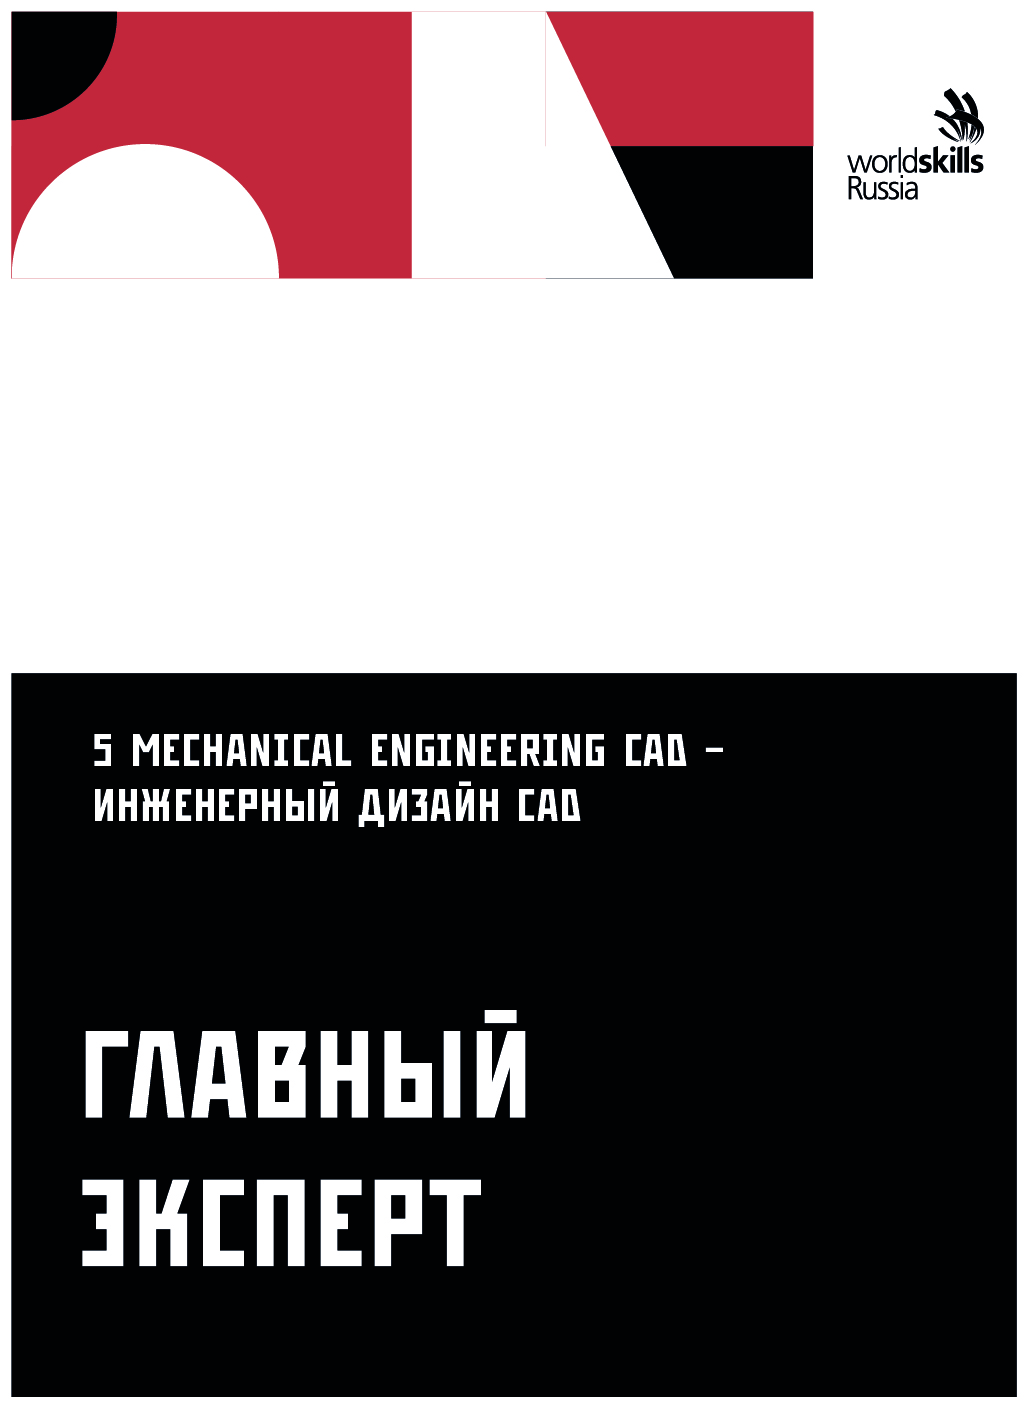 worldskills
Russia
5 MECHANICAL ENGINEERING CAD –
ИНЖЕНЕРНЫЙ ДИЗАЙН CAD
ГЛАВНЫЙ
ЭКСПЕРТ